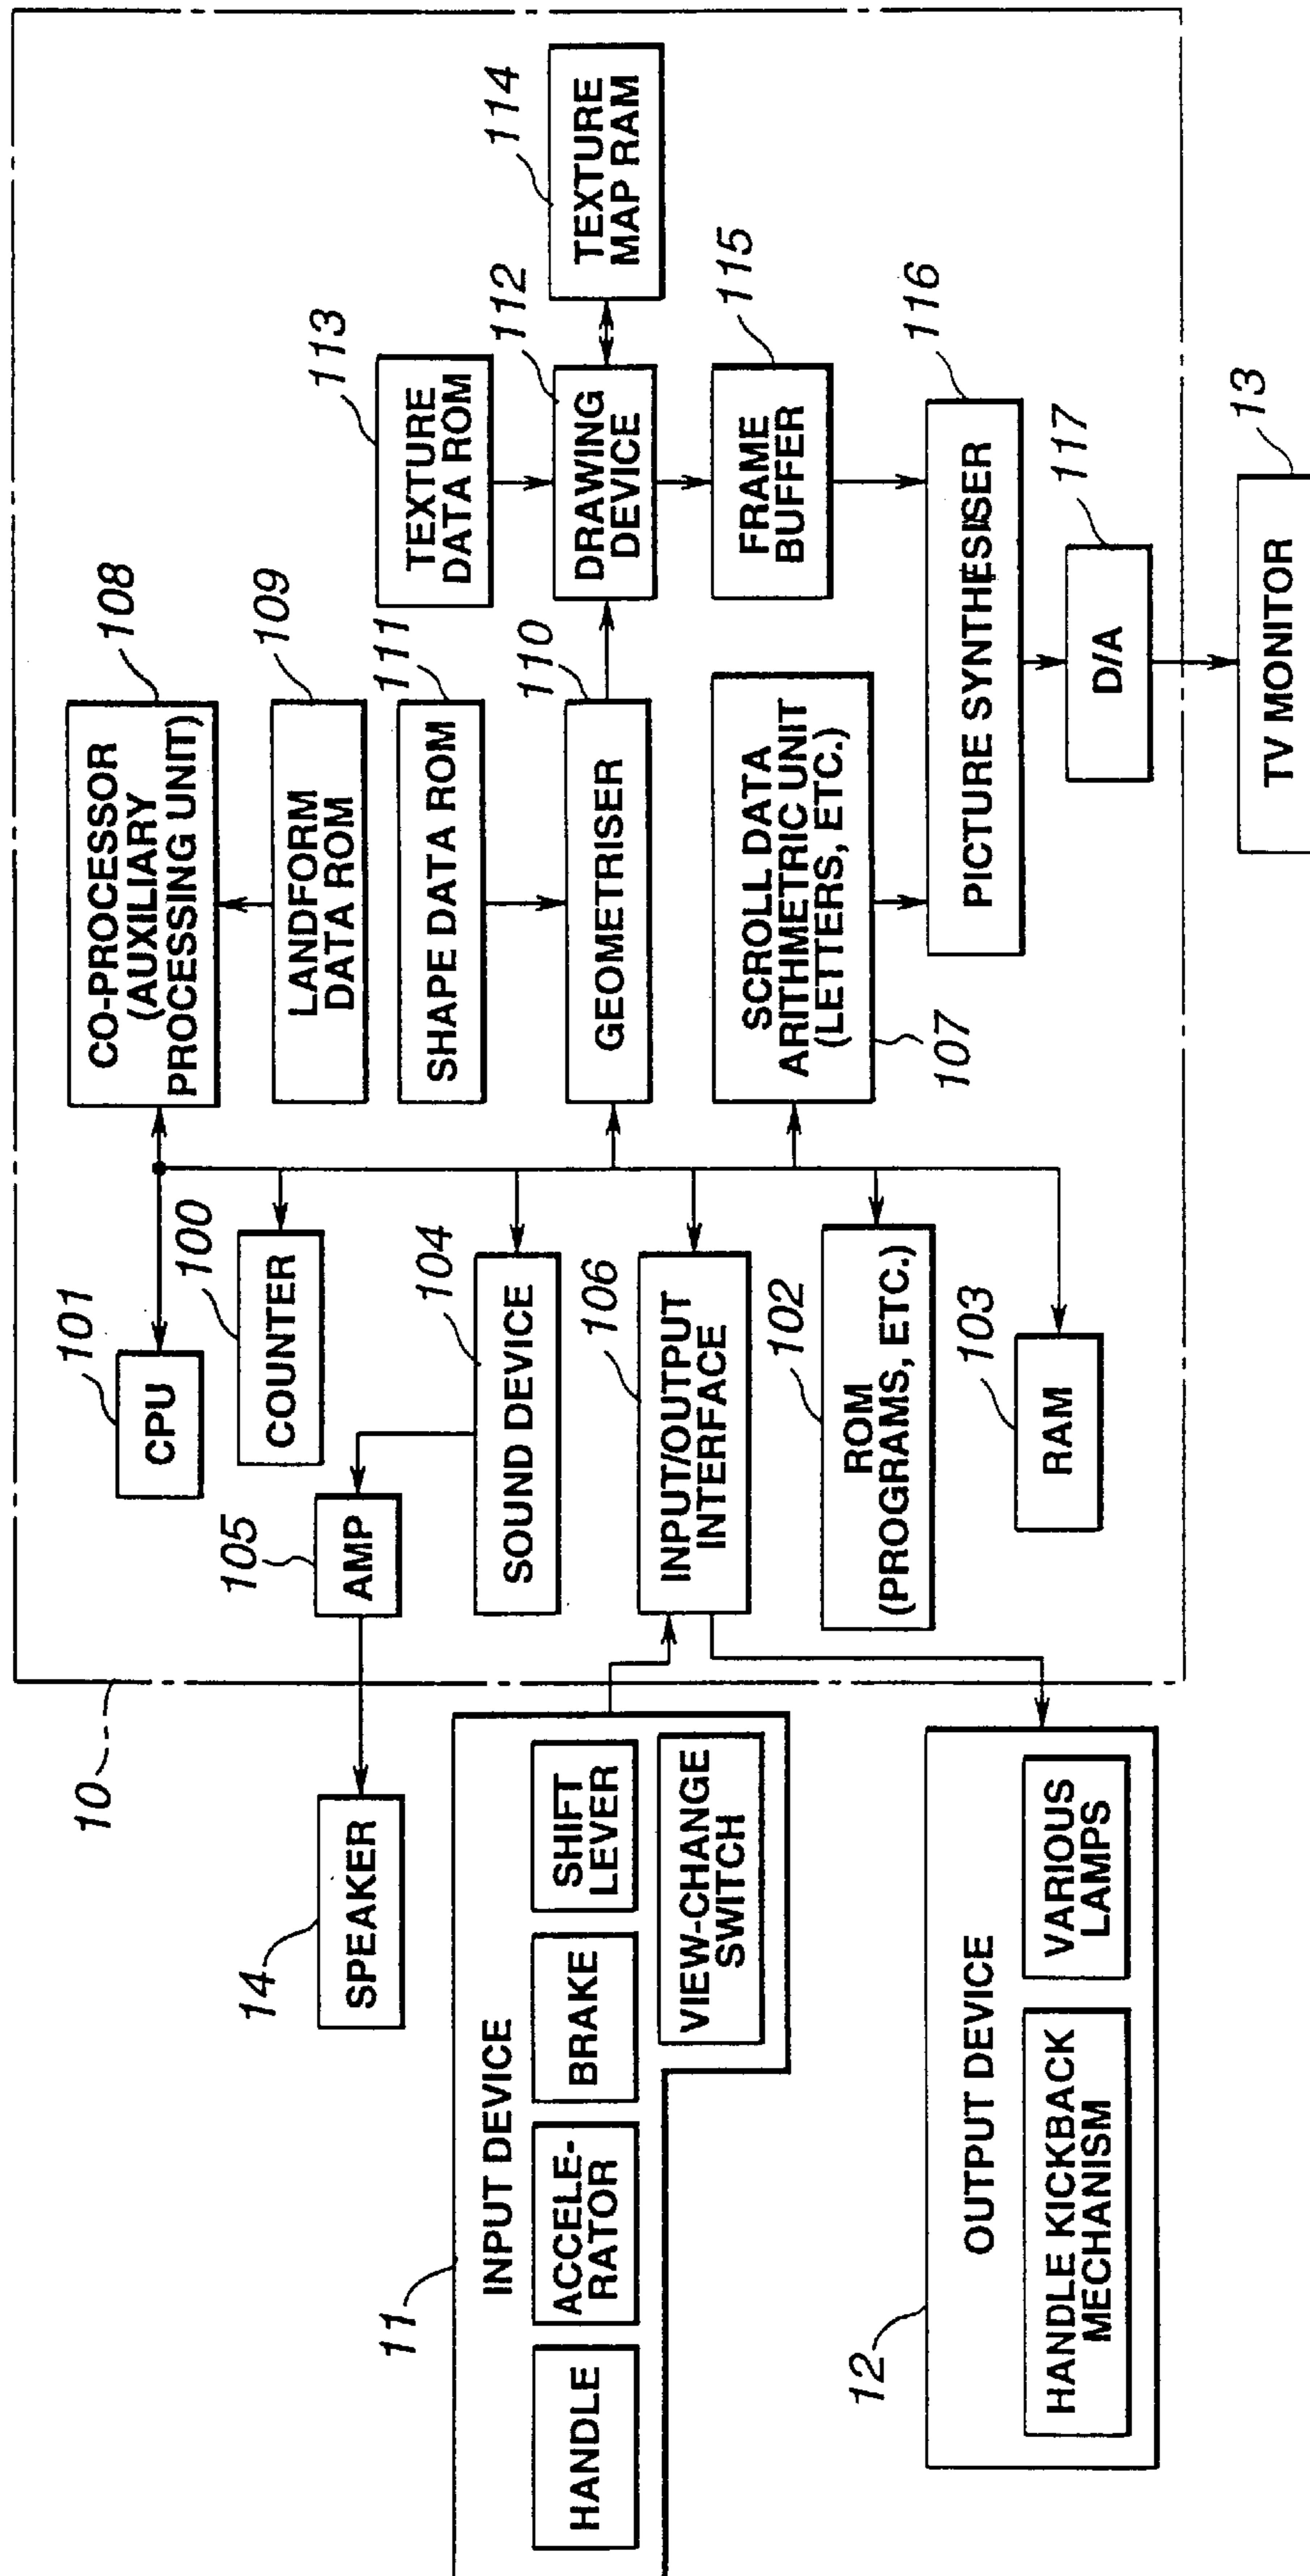 10
101
CPU
100
COUNTER
105
AMP
104
SOUND DEVICE
106
INPUT/OUTPUT
INTERFACE
102
ROM
(PROGRAMS, ETC.)
103
RAM
14
SPEAKER
11
INPUT DEVICE
HANDLE
ACCELE-
RATOR
BRAKE
SHIFT
LEVER
VIEW-CHANGE
SWITCH
12
OUTPUT DEVICE
HANDLE KICKBACK
MECHANISM
VARIOUS
LAMPS
108
CO-PROCESSOR
(AUXILIARY
PROCESSING UNIT)
109
LANDFORM
DATA ROM
111
SHAPE DATA ROM
110
GEOMETRISER
107
SCROLL DATA
ARITHMETRIC UNIT
(LETTERS, ETC.)
113
TEXTURE
DATA ROM
112
DRAWING
DEVICE
114
TEXTURE
MAP RAM
115
FRAME
BUFFER
116
PICTURE SYNTHESISER
117
D/A
13
TV MONITOR